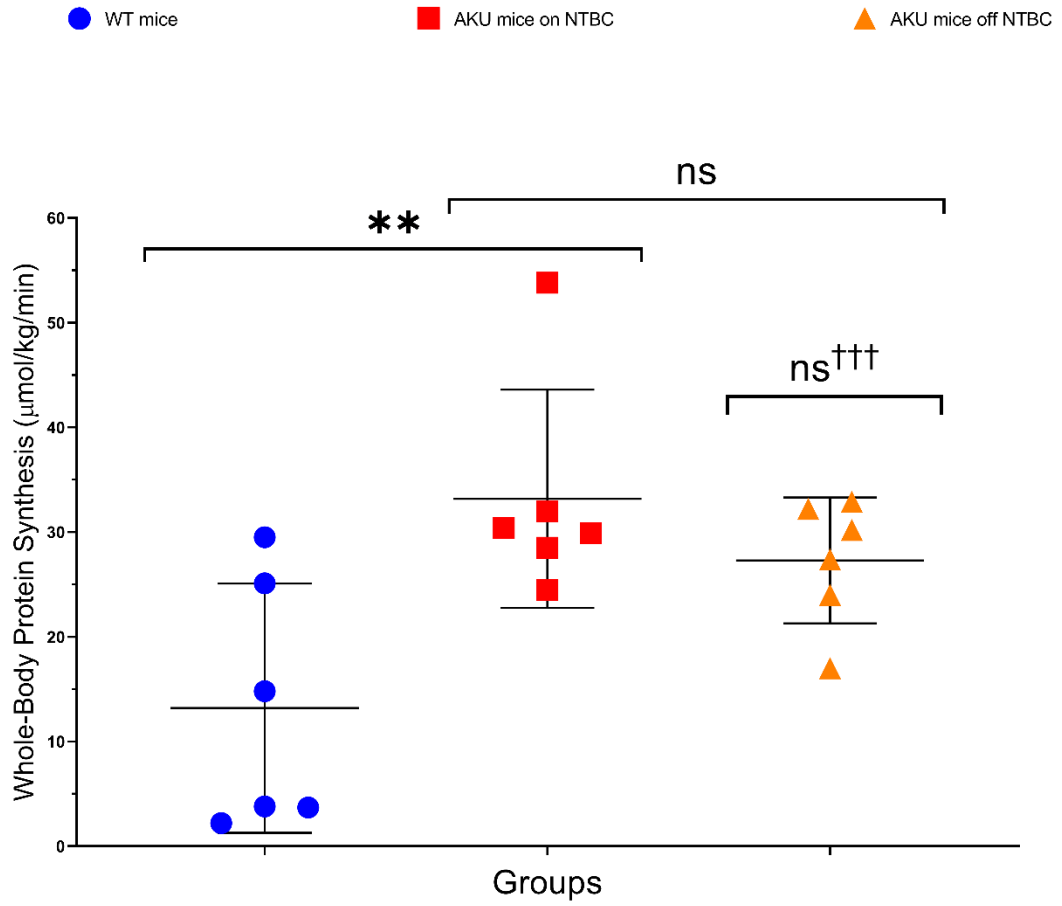 WT mice
AKU mice on NTBC
AKU mice off NTBC
ns
**
ns†††
Whole-Body Protein Synthesis (μmol/kg/min)
60
50
40
30
20
10
0
Groups